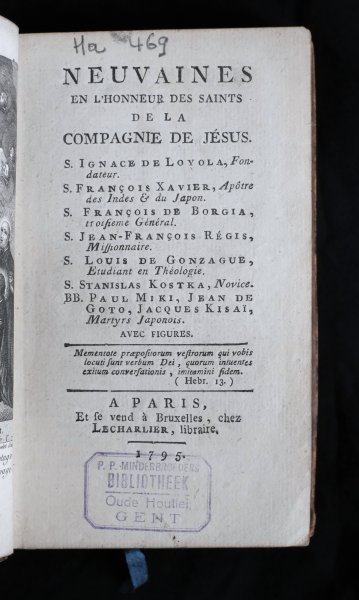 Ha 469
NEUVAINES
EN L'HONNEUR DES SAINTS
DE LA
COMPAGNIE DE JÉSUS.
S. IGNACE DE LOYOLA, Fon-
dateur.
S. FRANÇOIS XAVIER, Apôtre
des Indes & du Japon.
S. FRANÇOIS DE BORGIA,
troisieme Général.
S. JEAN-FRANÇOIS RÉGIS,
Missionnaire.
S. LOUIS DE GONZAGUE,
Etudiant en Théologie.
S. STANISLAS KOSTKA, Novice.
BB. PAUL MIKI, JEAN DE
GOTO, JACQUES KISAÏ,
Martyrs Japonois.
AVEC FIGURES.
Mementote præpositorum vestrorum qui vobis
locuti sunt verbum Dei, quorum intuentes
exitum conversationis, imitamini fidem.
( Hebr. 13.)
A PARIS,
Et se vend à Bruxelles, chez
LECHARLIER, libraire.
1795.
P. P. MINDERBROEDERS
BIBLIOTHEEK
Oude Houtlei,
GENT